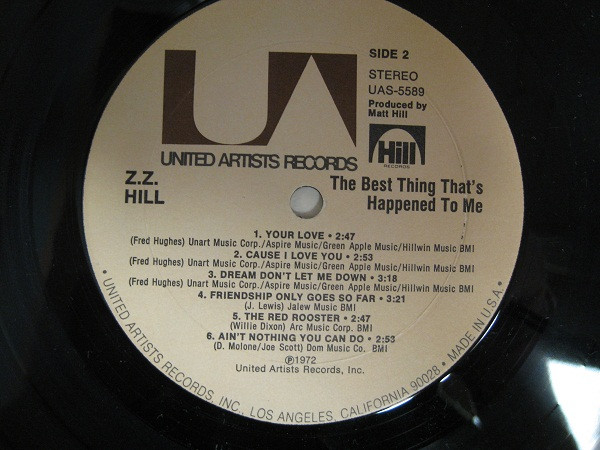 UA
UNITED ARTISTS RECORDS
SIDE 2
STEREO
UAS-5589
Produced by
Matt Hill
Hill
RECORDS
Z.Z.
HILL
The Best Thing That's
Happened To Me
1. YOUR LOVE • 2:47
(Fred Hughes) Unart Music Corp./Aspire Music/Green Apple Music/Hillwin Music BMI
2. CAUSE I LOVE YOU • 2:53
(Fred Hughes) Unart Music Corp./Aspire Music/Green Apple Music/Hillwin Music BMI
3. DREAM DON'T LET ME DOWN • 3:18
(Fred Hughes) Unart Music Corp./Aspire Music/Green Apple Music/Hillwin Music BMI
4. FRIENDSHIP ONLY GOES SO FAR • 3:21
(J. Lewis) Jalew Music BMI
5. THE RED ROOSTER • 2:47
(Willie Dixon) Arc Music Corp. BMI
6. AIN'T NOTHING YOU CAN DO • 2:53
(D. Molone/Joe Scott) Dom Music Co. BMI
℗1972
United Artists Records, Inc.
• UNITED ARTISTS RECORDS, INC., LOS ANGELES, CALIFORNIA 90028 • MADE IN U.S.A. •